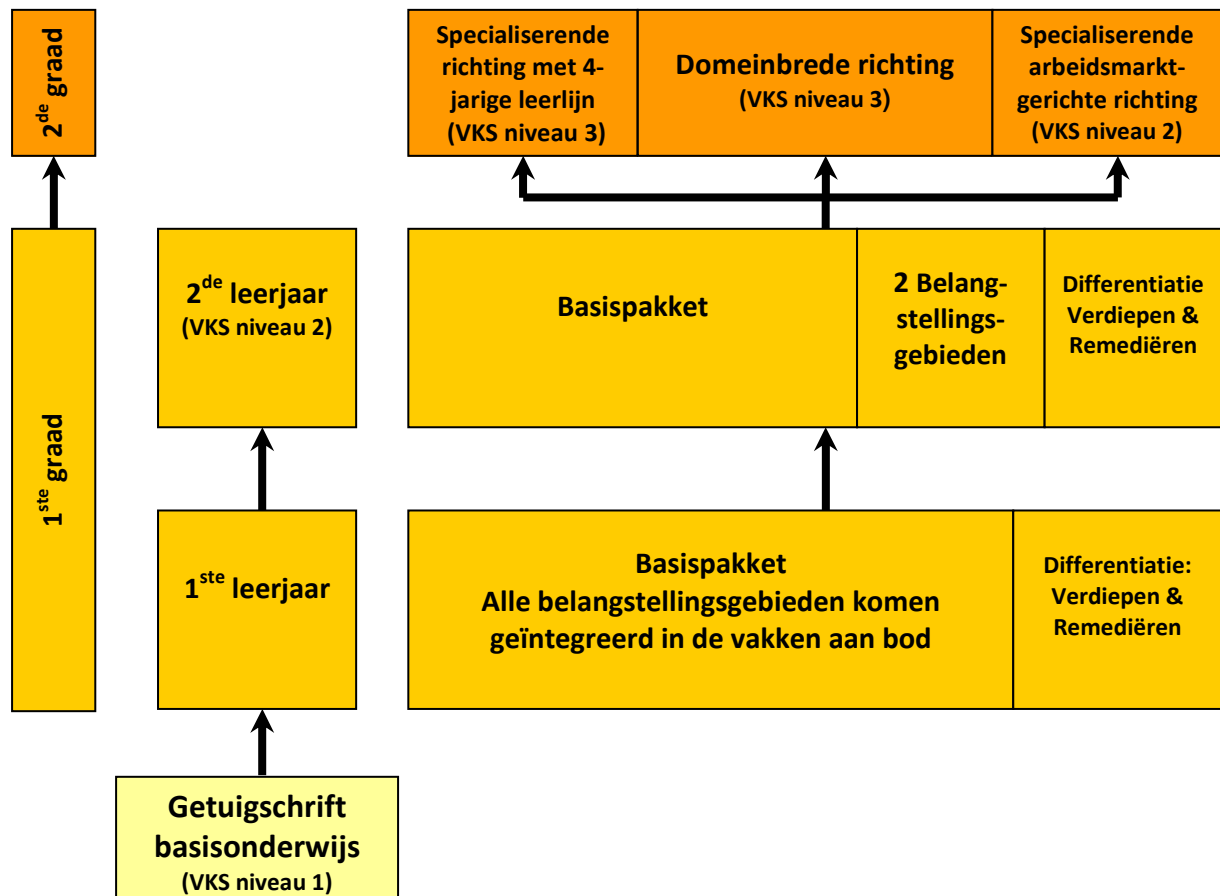 2de graad
Specialiserende
richting met 4-
jarige leerlijn
(VKS niveau 3)
Domeinbrede richting
(VKS niveau 3)
Specialiserende
arbeidsmarkt-
gerichte richting
(VKS niveau 2)
1ste graad
2de leerjaar
(VKS niveau 2)
Basispakket
2 Belang-
stellings-
gebieden
Differentiatie
Verdiepen &
Remediëren
1ste leerjaar
Basispakket
Alle belangstellingsgebieden komen
geïntegreerd in de vakken aan bod
Differentiatie:
Verdiepen &
Remediëren
Getuigschrift
basisonderwijs
(VKS niveau 1)